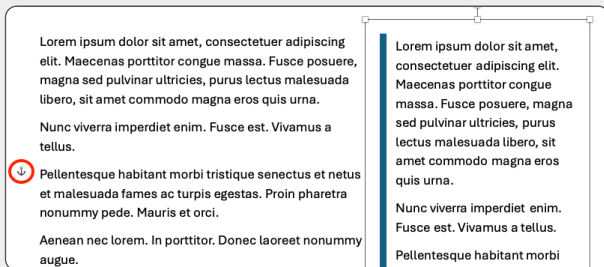 Lorem ipsum dolor sit amet, consectetuer adipiscing
elit. Maecenas porttitor congue massa. Fusce posuere,
magna sed pulvinar ultricies, purus lectus malesuada
libero, sit amet commodo magna eros quis urna.
Nunc viverra imperdiet enim. Fusce est. Vivamus a
tellus.
Pellentesque habitant morbi tristique senectus et netus
et malesuada fames ac turpis egestas. Proin pharetra
nonummy pede. Mauris et orci.
Aenean nec lorem. In porttitor. Donec laoreet nonummy
augue.
Lorem ipsum dolor sit amet,
consectetuer adipiscing elit.
Maecenas porttitor congue
massa. Fusce posuere, magna
sed pulvinar ultricies, purus
lectus malesuada libero, sit
amet commodo magna eros
quis urna.
Nunc viverra imperdiet enim.
Fusce est. Vivamus a tellus.
Pellentesque habitant morbi